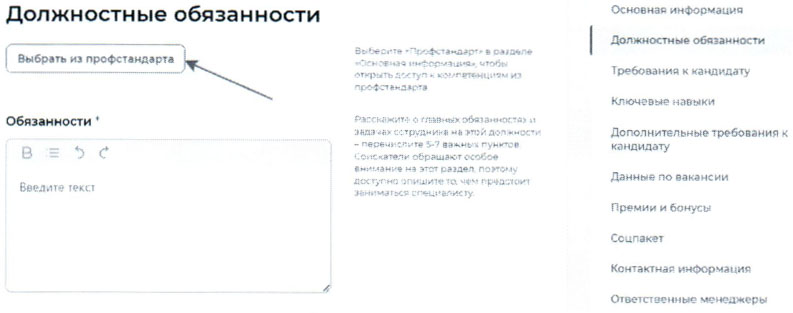 Должностные обязанности
Выбрать из профстандарта
Выберите «Профстандарт» в разделе
«Основная информация», чтобы
открыть доступ к компетенциям из
профстандарта
Обязанности *
Введите текст
Расскажите о главных обязанностях и
задачах сотрудника на этой должности
– перечислите 5-7 важных пунктов.
Соискатели обращают особое
внимание на этот раздел, поэтому
доступно опишите то, чем предстоит
заниматься специалисту.
Основная информация
Должностные обязанности
Требования к кандидату
Ключевые навыки
Дополнительные требования к
кандидату
Данные по вакансии
Премии и бонусы
Соцпакет
Контактная информация
Ответственные менеджеры